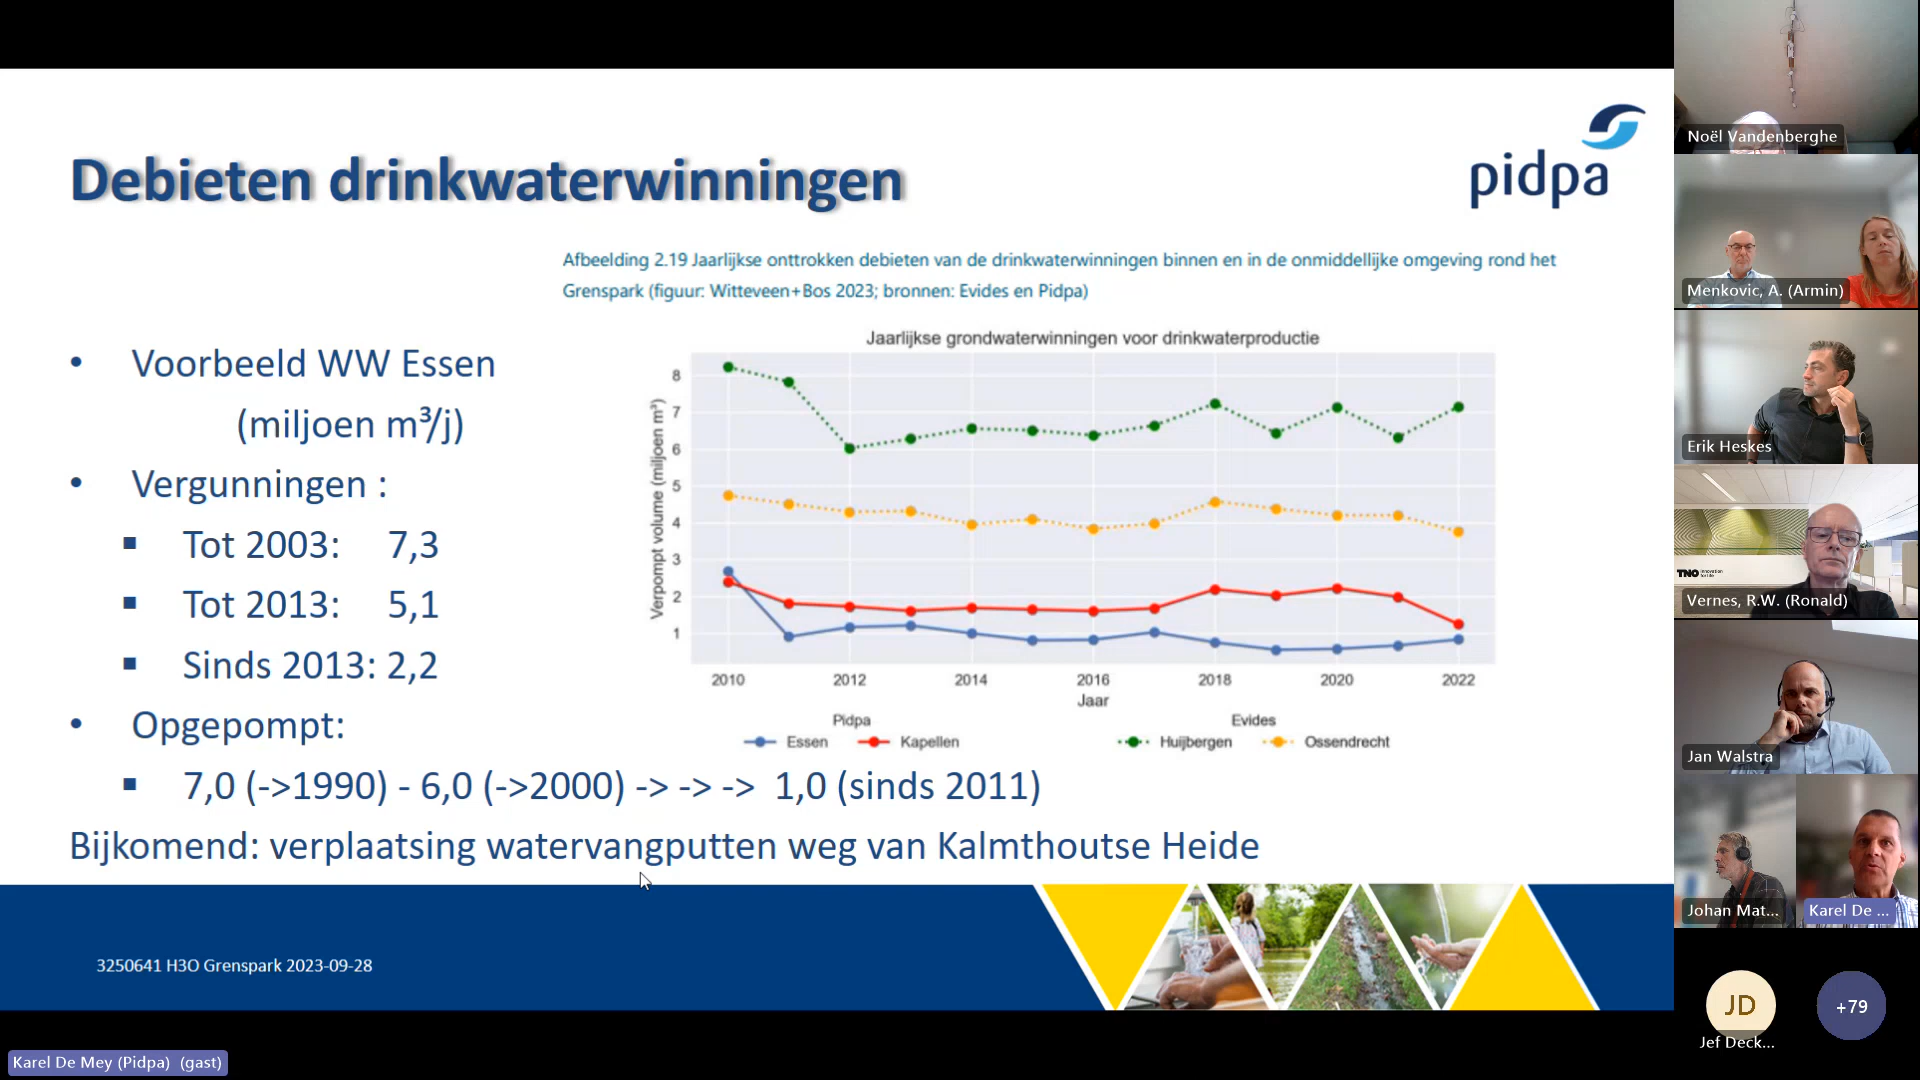 Debieten drinkwaterwinningen
pidpa
Afbeelding 2.19 Jaarlijkse onttrokken debieten van de drinkwaterwinningen binnen en in de onmiddellijke omgeving rond het
Grenspark (figuur: Witteveen+Bos 2023; bronnen: Evides en Pidpa)
• Voorbeeld WW Essen
(miljoen m³/j)
• Vergunningen :
▪ Tot 2003: 7,3
▪ Tot 2013: 5,1
▪ Sinds 2013: 2,2
• Opgepompt:
▪ 7,0 (->1990) - 6,0 (->2000) -> -> -> 1,0 (sinds 2011)
Bijkomend: verplaatsing watervangputten weg van Kalmthoutse Heide
Jaarlijkse grondwaterwinningen voor drinkwaterproductie
Verpompt volume (miljoen m³)
8
7
6
5
4
3
2
1
2010 2012 2014 2016 2018 2020 2022
Jaar
Pidpa Evides
Essen Kapellen Huijbergen Ossendrecht
3250641 H3O Grenspark 2023-09-28
Karel De Mey (Pidpa) (gast)
Noël Vandenberghe
Menkovic, A. (Armin)
Erik Heskes
TNO innovation for life
Vernes, R.W. (Ronald)
Jan Walstra
Johan Mat...
Karel De ...
JD
+79
Jef Deck...